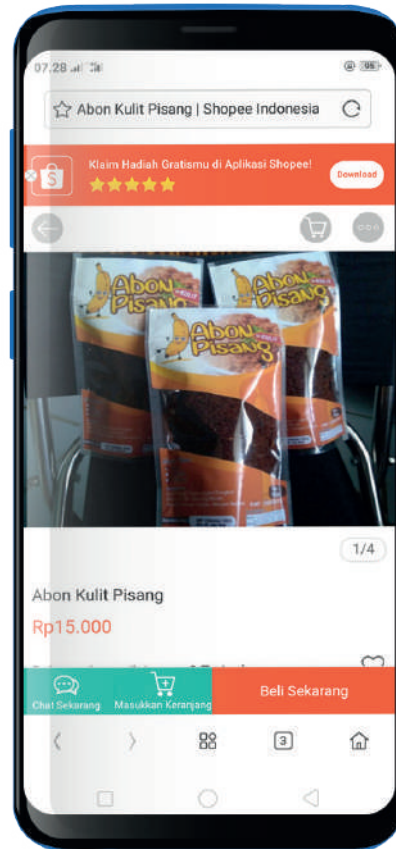 07.28
95
Abon Kulit Pisang | Shopee Indonesia
Klaim Hadiah Gratismu di Aplikasi Shopee!
Download
Abon
Pisang
Abon
Pisang
Abon
Pisang
1/4
Abon Kulit Pisang
Rp15.000
Chat Sekarang
Masukkan Keranjang
Beli Sekarang
3